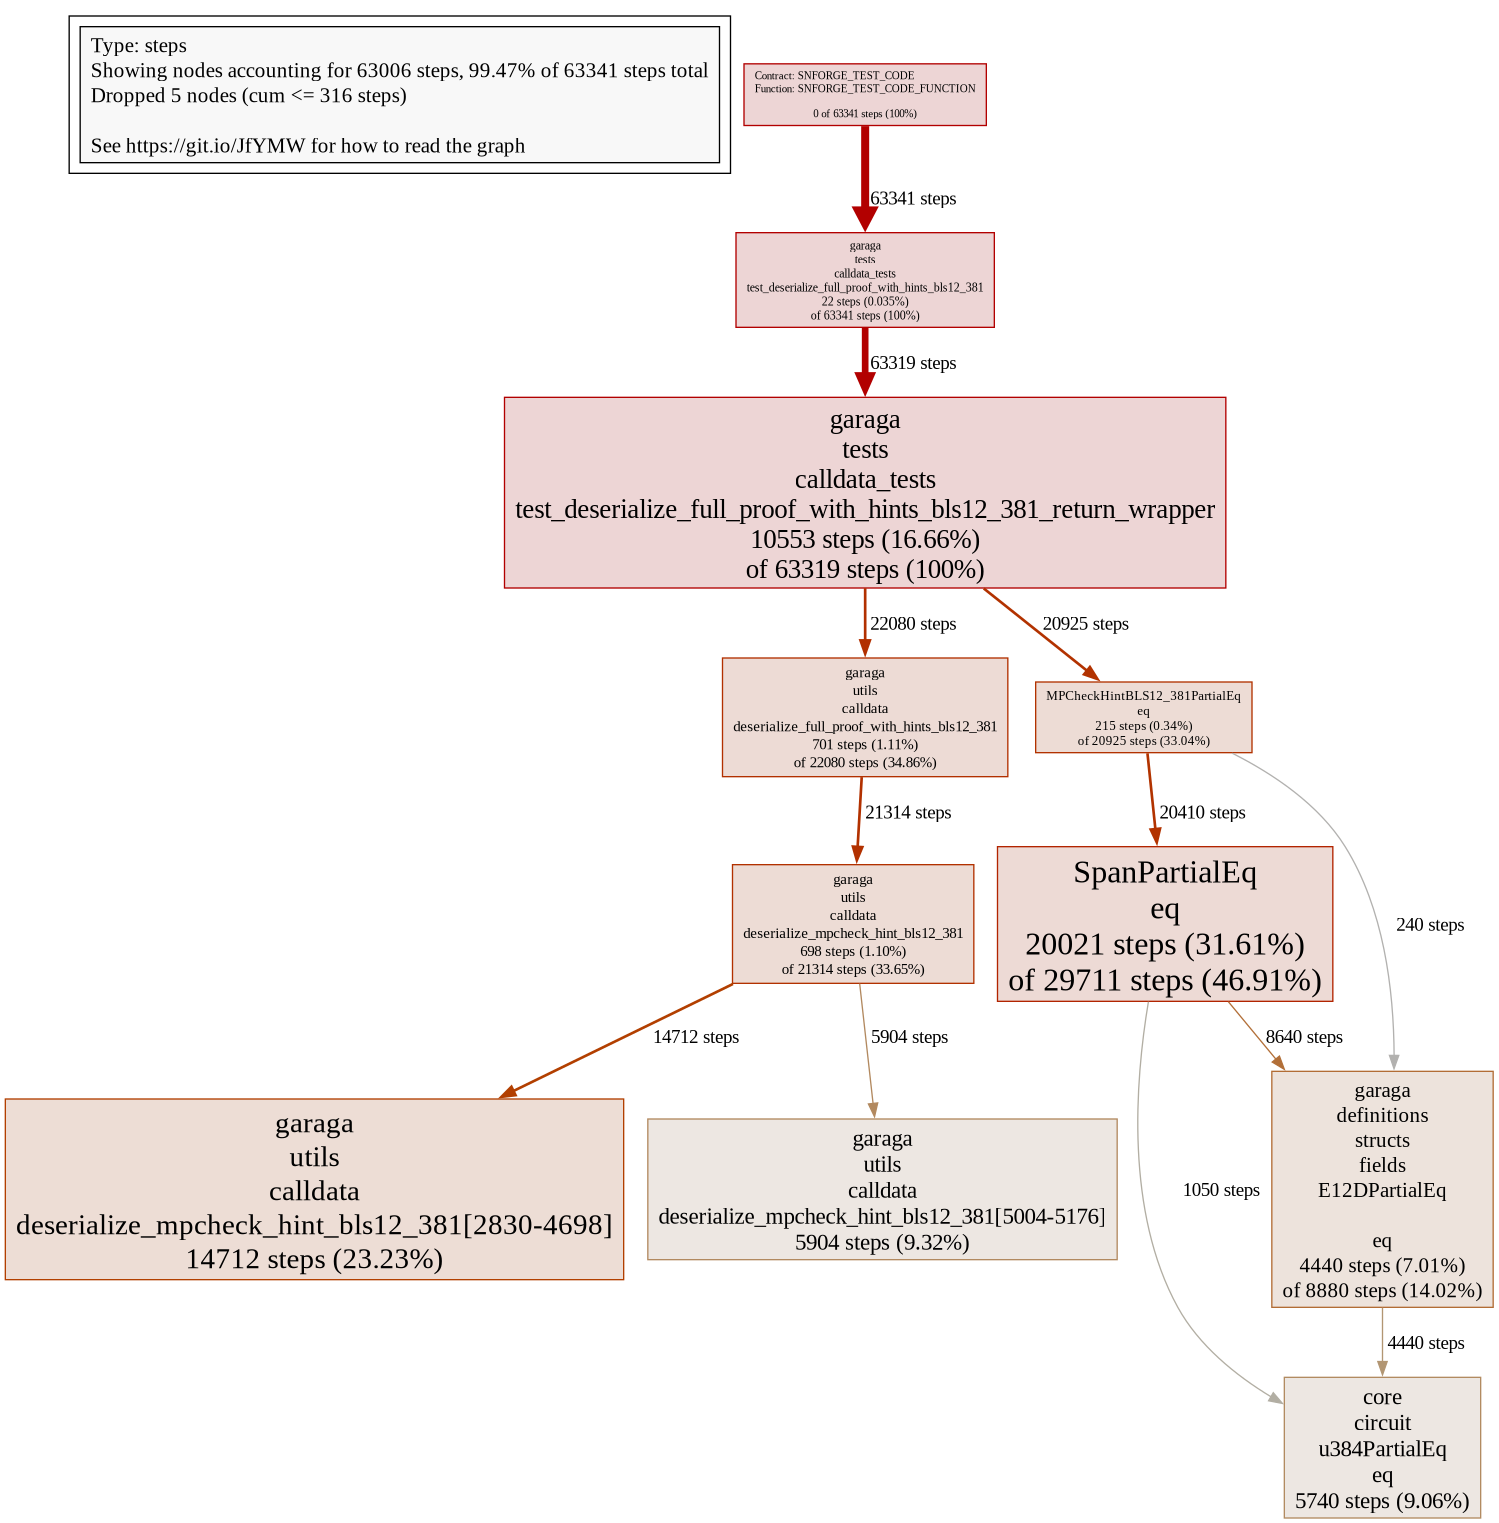 Type: steps
Showing nodes accounting for 63006 steps, 99.47% of 63341 steps total
Dropped 5 nodes (cum <= 316 steps)
See https://git.io/JfYMW for how to read the graph
Contract: SNFORGE_TEST_CODE
Function: SNFORGE_TEST_CODE_FUNCTION
0 of 63341 steps (100%)
63341 steps
garaga
tests
calldata_tests
test_deserialize_full_proof_with_hints_bls12_381
22 steps (0.035%)
of 63341 steps (100%)
63319 steps
garaga
tests
calldata_tests
test_deserialize_full_proof_with_hints_bls12_381_return_wrapper
10553 steps (16.66%)
of 63319 steps (100%)
22080 steps
20925 steps
garaga
utils
calldata
deserialize_full_proof_with_hints_bls12_381
701 steps (1.11%)
of 22080 steps (34.86%)
MPCheckHintBLS12_381PartialEq
eq
215 steps (0.34%)
of 20925 steps (33.04%)
21314 steps
20410 steps
240 steps
garaga
utils
calldata
deserialize_mpcheck_hint_bls12_381
698 steps (1.10%)
of 21314 steps (33.65%)
SpanPartialEq
eq
20021 steps (31.61%)
of 29711 steps (46.91%)
14712 steps
5904 steps
8640 steps
1050 steps
garaga
utils
calldata
deserialize_mpcheck_hint_bls12_381[2830-4698]
14712 steps (23.23%)
garaga
utils
calldata
deserialize_mpcheck_hint_bls12_381[5004-5176]
5904 steps (9.32%)
garaga
definitions
structs
fields
E12DPartialEq
eq
4440 steps (7.01%)
of 8880 steps (14.02%)
4440 steps
core
circuit
u384PartialEq
eq
5740 steps (9.06%)